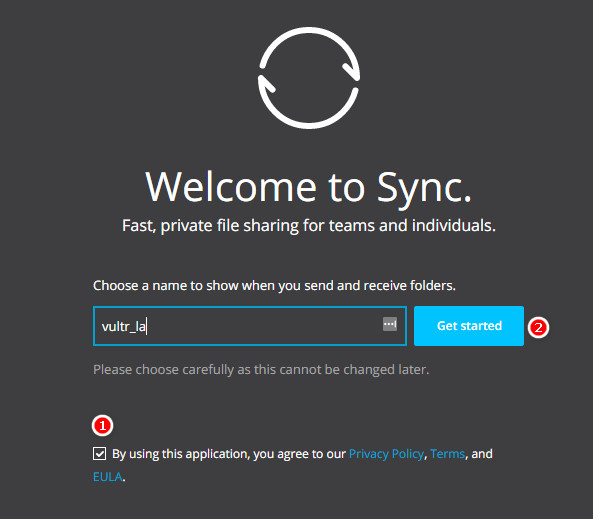 Welcome to Sync.
Fast, private file sharing for teams and individuals.
Choose a name to show when you send and receive folders.
vultr_la
Get started
2
Please choose carefully as this cannot be changed later.
1
By using this application, you agree to our Privacy Policy, Terms, and
EULA.